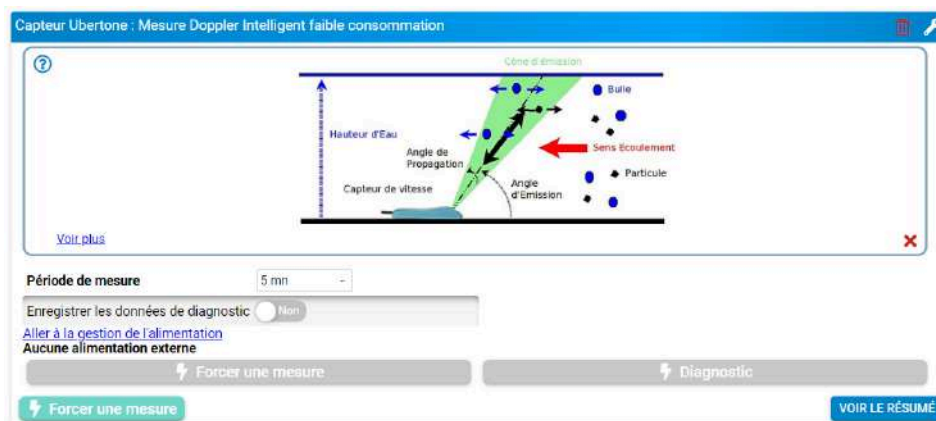 Capteur Ubertone : Mesure Doppler Intelligent faible consommation
Cône d'émission
Bulle
Hauteur d'Eau
Sens Ecoulement
Angle de
Propagation
Particule
Capteur de vitesse
Angle
d'Emission
Voir plus
Période de mesure
5 mn
Enregistrer les données de diagnostic
Non
Aller à la gestion de l'alimentation
Aucune alimentation externe
Forcer une mesure
Diagnostic
Forcer une mesure
VOIR LE RÉSUMÉ